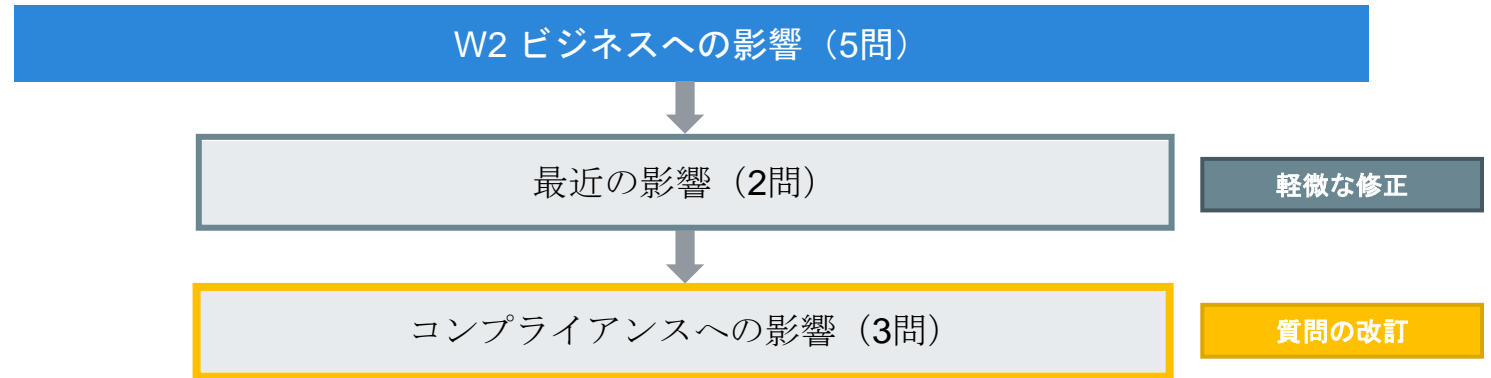 W2 ビジネスへの影響（5問）
最近の影響（2問）
軽微な修正
コンプライアンスへの影響（3問）
質問の改訂